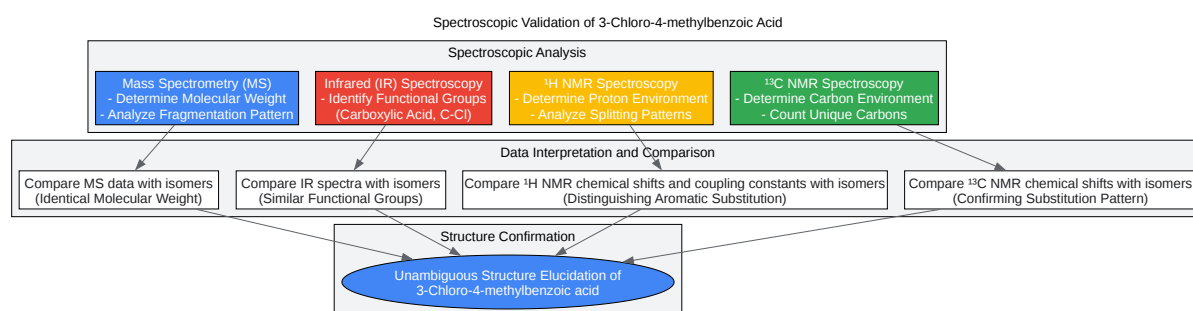 Spectroscopic Validation of 3-Chloro-4-methylbenzoic Acid
Spectroscopic Analysis
Mass Spectrometry (MS)
- Determine Molecular Weight
- Analyze Fragmentation Pattern
Infrared (IR) Spectroscopy
- Identify Functional Groups
(Carboxylic Acid, C-Cl)
¹H NMR Spectroscopy
- Determine Proton Environment
- Analyze Splitting Patterns
¹³C NMR Spectroscopy
- Determine Carbon Environment
- Count Unique Carbons
Data Interpretation and Comparison
Compare MS data with isomers
(Identical Molecular Weight)
Compare IR spectra with isomers
(Similar Functional Groups)
Compare ¹H NMR chemical shifts and coupling constants with isomers
(Distinguishing Aromatic Substitution)
Compare ¹³C NMR chemical shifts with isomers
(Confirming Substitution Pattern)
Structure Confirmation
Unambiguous Structure Elucidation of
3-Chloro-4-methylbenzoic acid